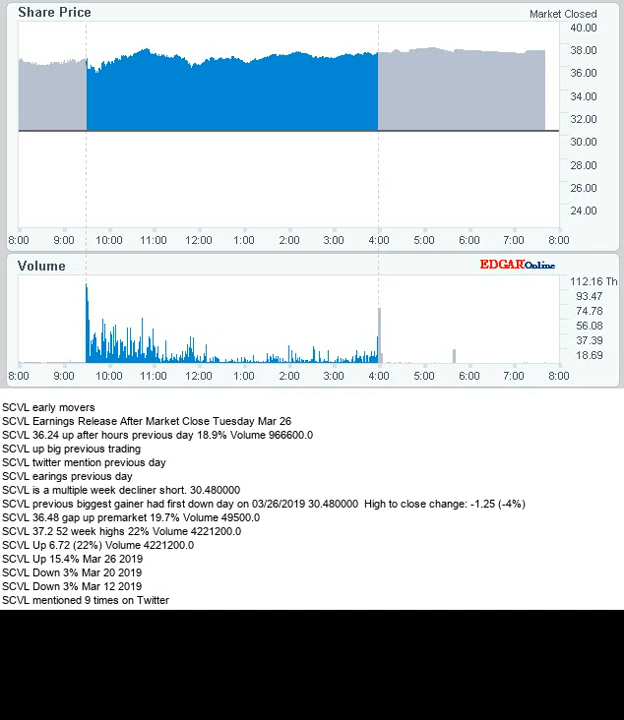 Share Price
Market Closed
40.00
38.00
36.00
34.00
32.00
30.00
28.00
26.00
24.00
8:00 9:00 10:00 11:00 12:00 1:00 2:00 3:00 4:00 5:00 6:00 7:00 8:00
Volume
EDGAR Online
112.16 Th
93.47
74.78
56.08
37.39
18.69
8:00 9:00 10:00 11:00 12:00 1:00 2:00 3:00 4:00 5:00 6:00 7:00 8:00
SCVL early movers
SCVL Earnings Release After Market Close Tuesday Mar 26
SCVL 36.24 up after hours previous day 18.9% Volume 966600.0
SCVL up big previous trading
SCVL twitter mention previous day
SCVL earings previous day
SCVL is a multiple week decliner short. 30.480000
SCVL previous biggest gainer had first down day on 03/26/2019 30.480000 High to close change: -1.25 (-4%)
SCVL 36.48 gap up premarket 19.7% Volume 49500.0
SCVL 37.2 52 week highs 22% Volume 4221200.0
SCVL Up 6.72 (22%) Volume 4221200.0
SCVL Up 15.4% Mar 26 2019
SCVL Down 3% Mar 20 2019
SCVL Down 3% Mar 12 2019
SCVL mentioned 9 times on Twitter